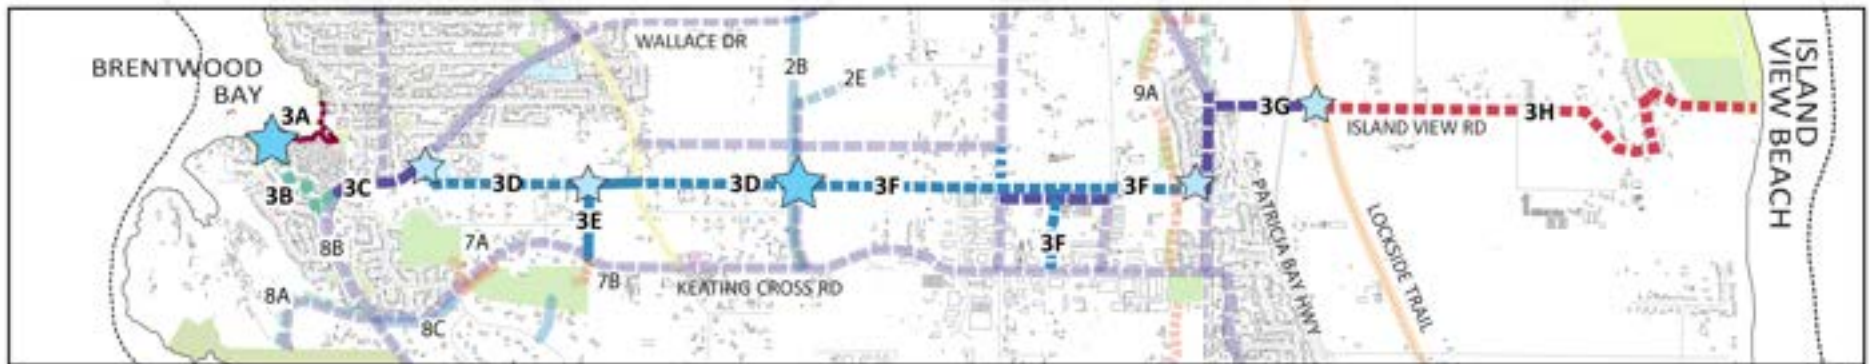 WALLACE DR
BRENTWOOD
BAY
2B
2E
3A
9A
3G
3H
ISLAND VIEW RD
ISLAND
VIEW BEACH
3B
3C
3D
3D
3F
3F
3E
3F
8B
7A
7B
KEATING CROSS RD
8A
8C
PATRICIA BAY HWY
LOCKSIDE TRAIL